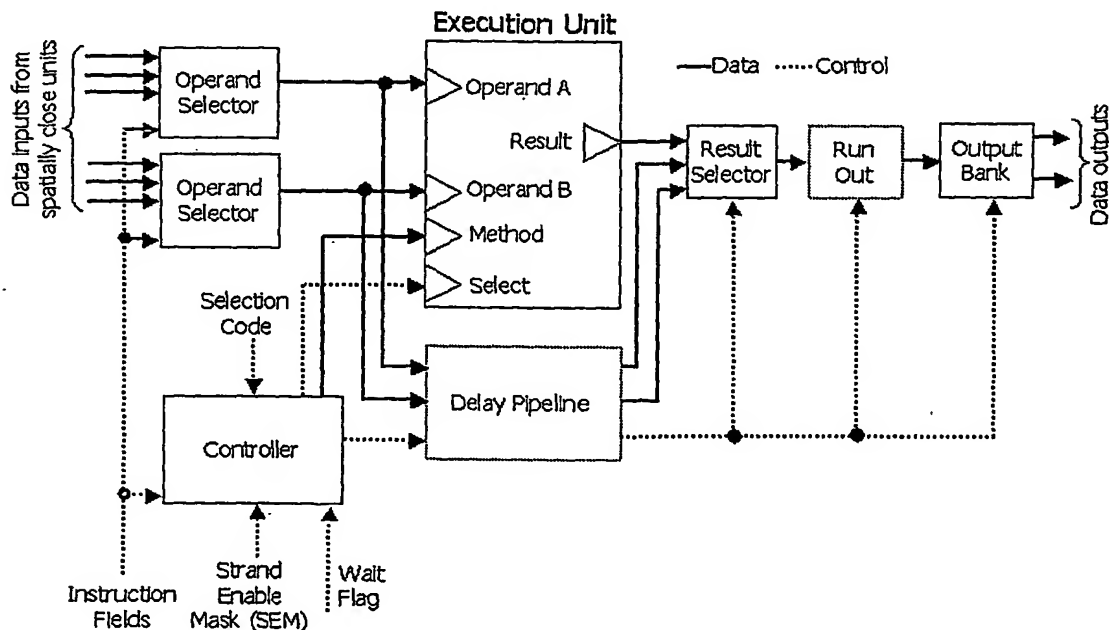 Execution Unit
Data Inputs from
spatially close units
Operand
Selector
Operand
Selector
Operand A
Result
Operand B
Method
Select
Data
Control
Result
Selector
Run
Out
Output
Bank
Data outputs
Selection
Code
Controller
Delay Pipeline
Instruction
Fields
Strand
Enable
Mask (SEM)
Wait
Flag